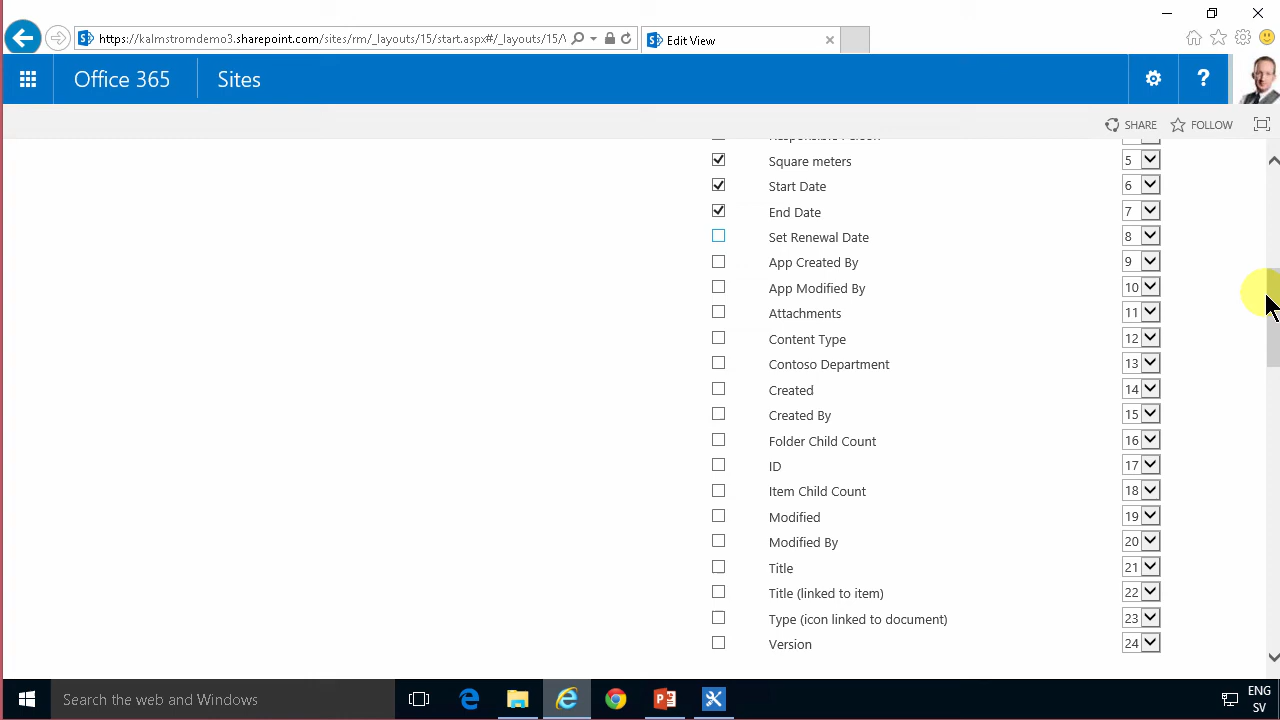 https://kalmstromdemo3.sharepoint.com/sites/rm/_layouts/15/start.aspx#/_layouts/15/V
Edit View
Office 365
Sites
SHARE
FOLLOW
Responsible Person
Square meters 5
Start Date 6
End Date 7
Set Renewal Date 8
App Created By 9
App Modified By 10
Attachments 11
Content Type 12
Contoso Department 13
Created 14
Created By 15
Folder Child Count 16
ID 17
Item Child Count 18
Modified 19
Modified By 20
Title 21
Title (linked to item) 22
Type (icon linked to document) 23
Version 24
Search the web and Windows
ENG
SV